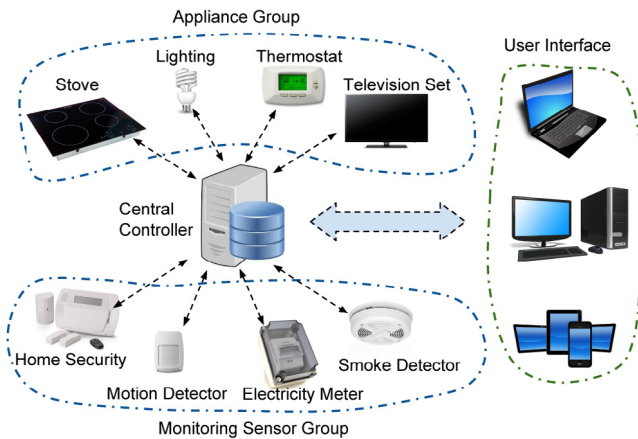 Appliance Group
Lighting
Thermostat
User Interface
Stove
Television Set
Central
Controller
Home Security
Motion Detector
Electricity Meter
Smoke Detector
Monitoring Sensor Group